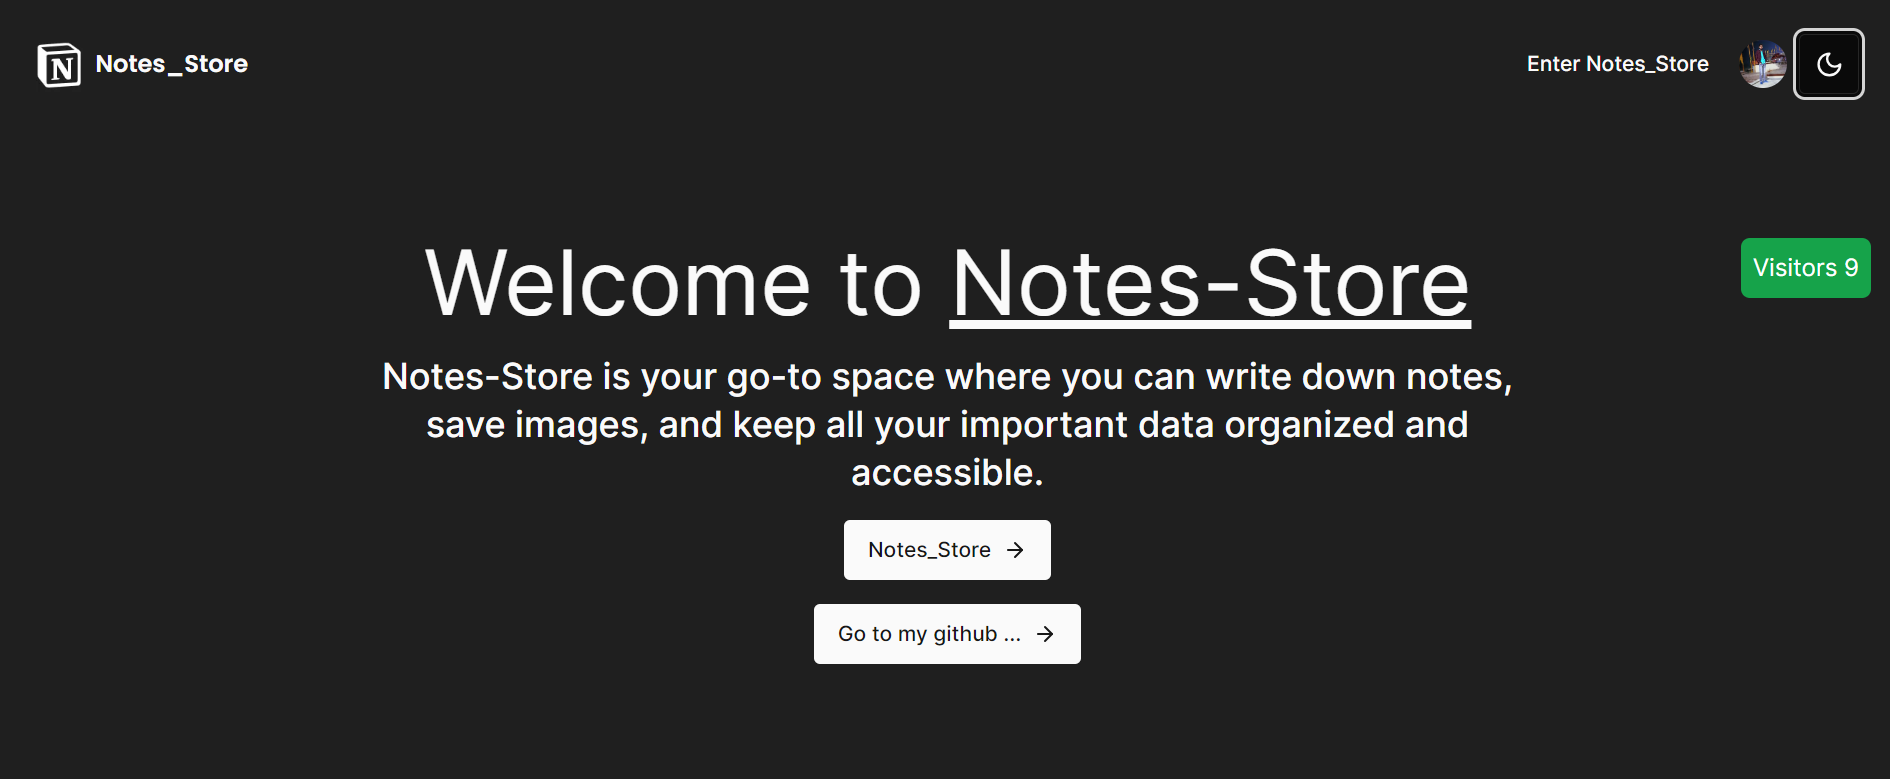 N Notes_Store
Enter Notes_Store
Welcome to Notes-Store
Visitors 9
Notes-Store is your go-to space where you can write down notes,
save images, and keep all your important data organized and
accessible.
Notes_Store
Go to my github ...